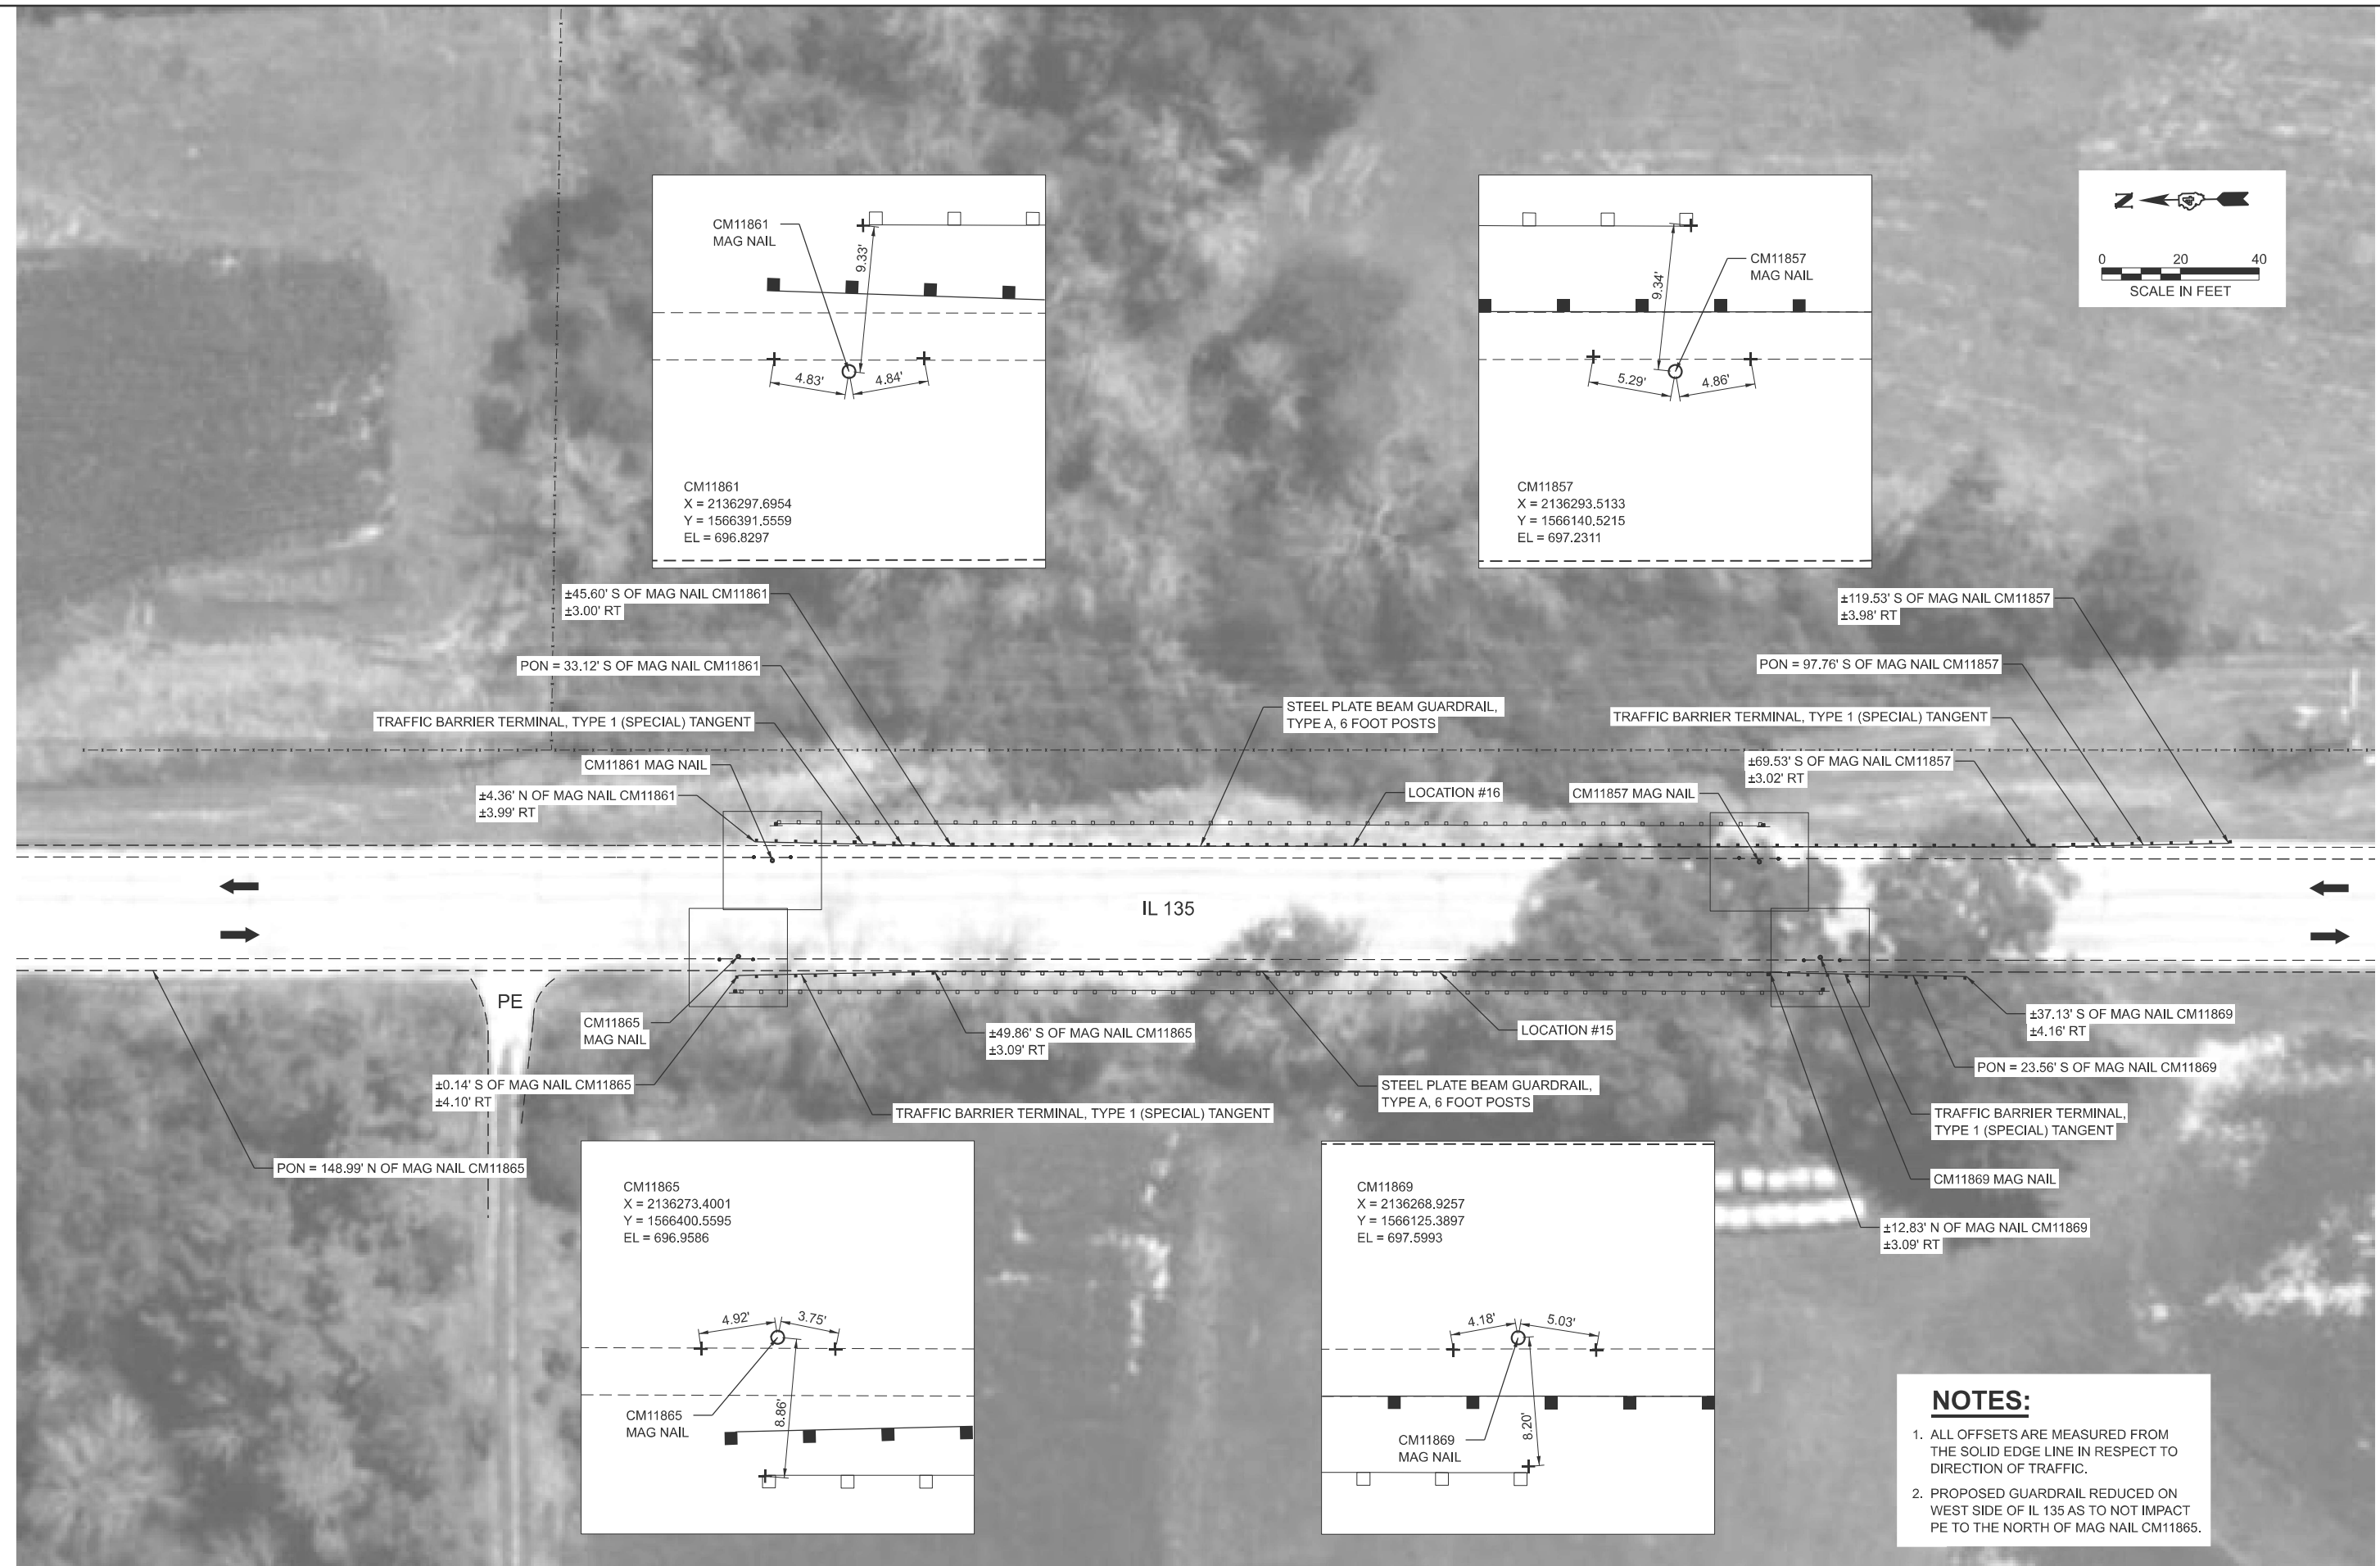 CM11861
MAG NAIL
9.33'
4.83'
4.84'
CM11861
X = 2136297.6954
Y = 1566391.5559
EL = 696.8297
CM11857
MAG NAIL
9.34'
5.29'
4.86'
CM11857
X = 2136293.5133
Y = 1566140.5215
EL = 697.2311
N
0 20 40
SCALE IN FEET
±45.60' S OF MAG NAIL CM11861
±3.00' RT
PON = 33.12' S OF MAG NAIL CM11861
TRAFFIC BARRIER TERMINAL, TYPE 1 (SPECIAL) TANGENT
CM11861 MAG NAIL
±4.36' N OF MAG NAIL CM11861
±3.99' RT
STEEL PLATE BEAM GUARDRAIL,
TYPE A, 6 FOOT POSTS
LOCATION #16
±119.53' S OF MAG NAIL CM11857
±3.98' RT
PON = 97.76' S OF MAG NAIL CM11857
TRAFFIC BARRIER TERMINAL, TYPE 1 (SPECIAL) TANGENT
±69.53' S OF MAG NAIL CM11857
±3.02' RT
CM11857 MAG NAIL
IL 135
PE
CM11865
MAG NAIL
±49.86' S OF MAG NAIL CM11865
±3.09' RT
±0.14' S OF MAG NAIL CM11865
±4.10' RT
TRAFFIC BARRIER TERMINAL, TYPE 1 (SPECIAL) TANGENT
PON = 148.99' N OF MAG NAIL CM11865
LOCATION #15
STEEL PLATE BEAM GUARDRAIL,
TYPE A, 6 FOOT POSTS
±37.13' S OF MAG NAIL CM11869
±4.16' RT
PON = 23.56' S OF MAG NAIL CM11869
TRAFFIC BARRIER TERMINAL,
TYPE 1 (SPECIAL) TANGENT
CM11869 MAG NAIL
±12.83' N OF MAG NAIL CM11869
±3.09' RT
CM11865
X = 2136273.4001
Y = 1566400.5595
EL = 696.9586
4.92'
3.75'
8.86'
CM11865
MAG NAIL
CM11869
X = 2136268.9257
Y = 1566125.3897
EL = 697.5993
4.18'
5.03'
8.20'
CM11869
MAG NAIL
NOTES:
1. ALL OFFSETS ARE MEASURED FROM
THE SOLID EDGE LINE IN RESPECT TO
DIRECTION OF TRAFFIC.
2. PROPOSED GUARDRAIL REDUCED ON
WEST SIDE OF IL 135 AS TO NOT IMPACT
PE TO THE NORTH OF MAG NAIL CM11865.